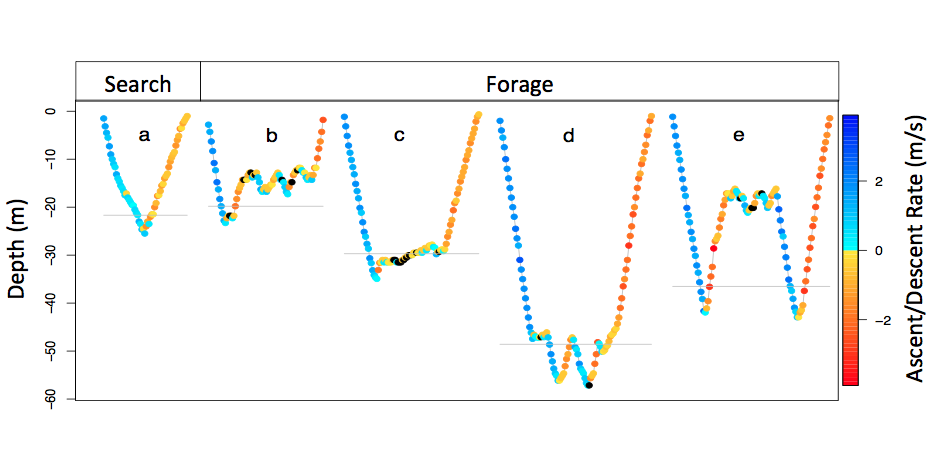 Search Forage
a b c d e
0
-10
-20
-30
-40
-50
-60
Depth (m)
2
0
-2
Ascent/Descent Rate (m/s)